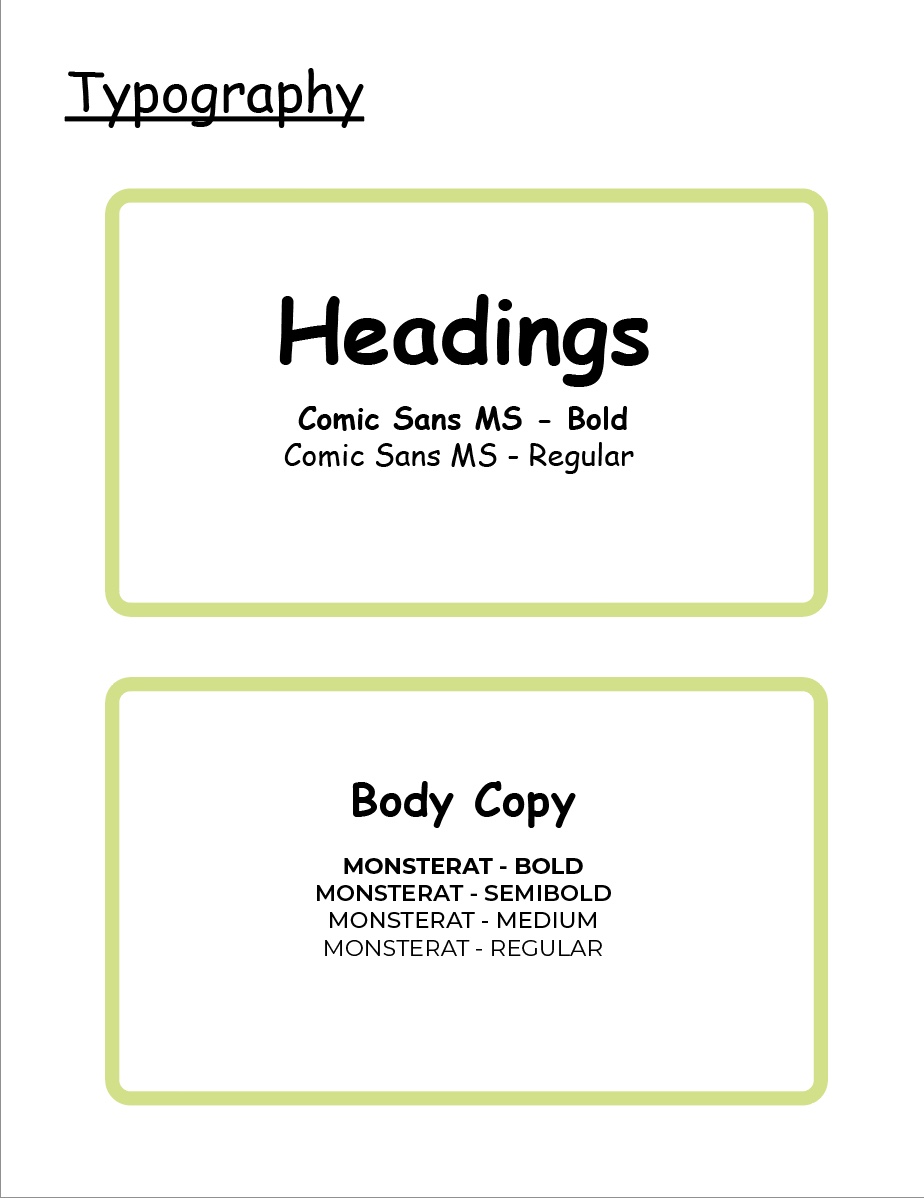 Typography
Headings
Comic Sans MS - Bold
Comic Sans MS - Regular
Body Copy
MONSTERAT - BOLD
MONSTERAT - SEMIBOLD
MONSTERAT - MEDIUM
MONSTERAT - REGULAR